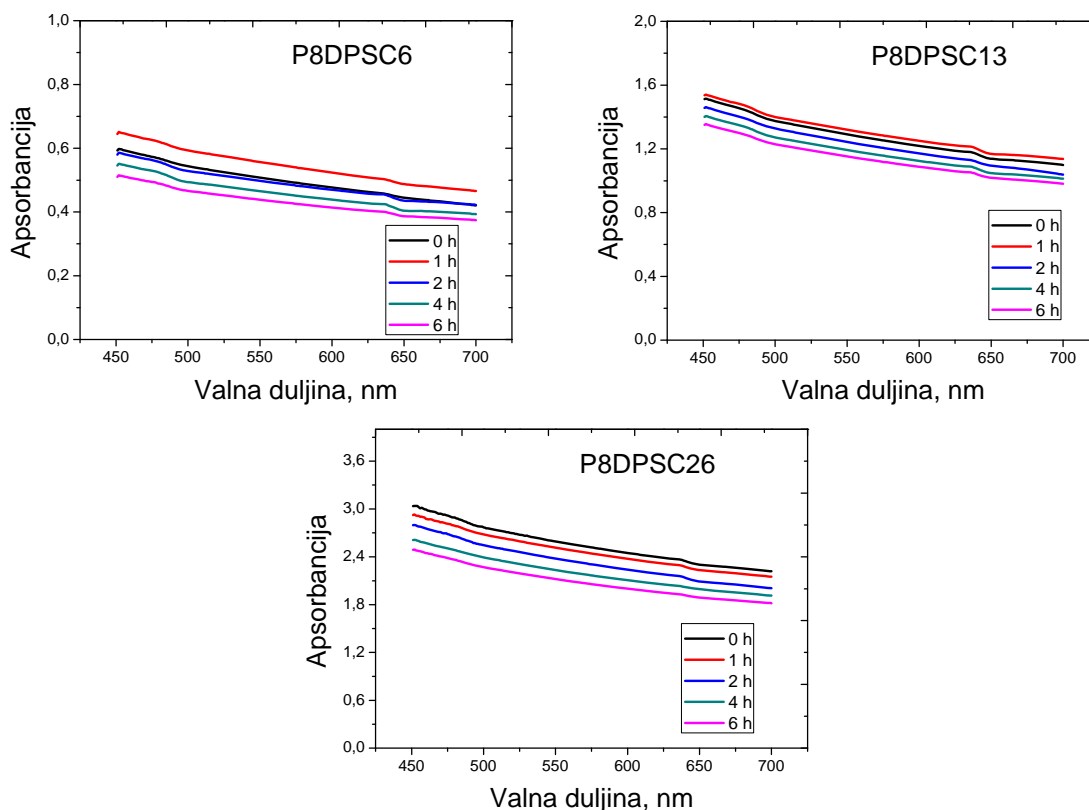 P8DPSC6
Apsorbancija
1,0
0,8
0,6
0,4
0,2
0,0
0 h
1 h
2 h
4 h
6 h
450 500 550 600 650 700
Valna duljina, nm
P8DPSC13
Apsorbancija
2,0
1,6
1,2
0,8
0,4
0,0
0 h
1 h
2 h
4 h
6 h
450 500 550 600 650 700
Valna duljina, nm
P8DPSC26
Apsorbancija
3,6
3,0
2,4
1,8
1,2
0,6
0,0
0 h
1 h
2 h
4 h
6 h
450 500 550 600 650 700
Valna duljina, nm